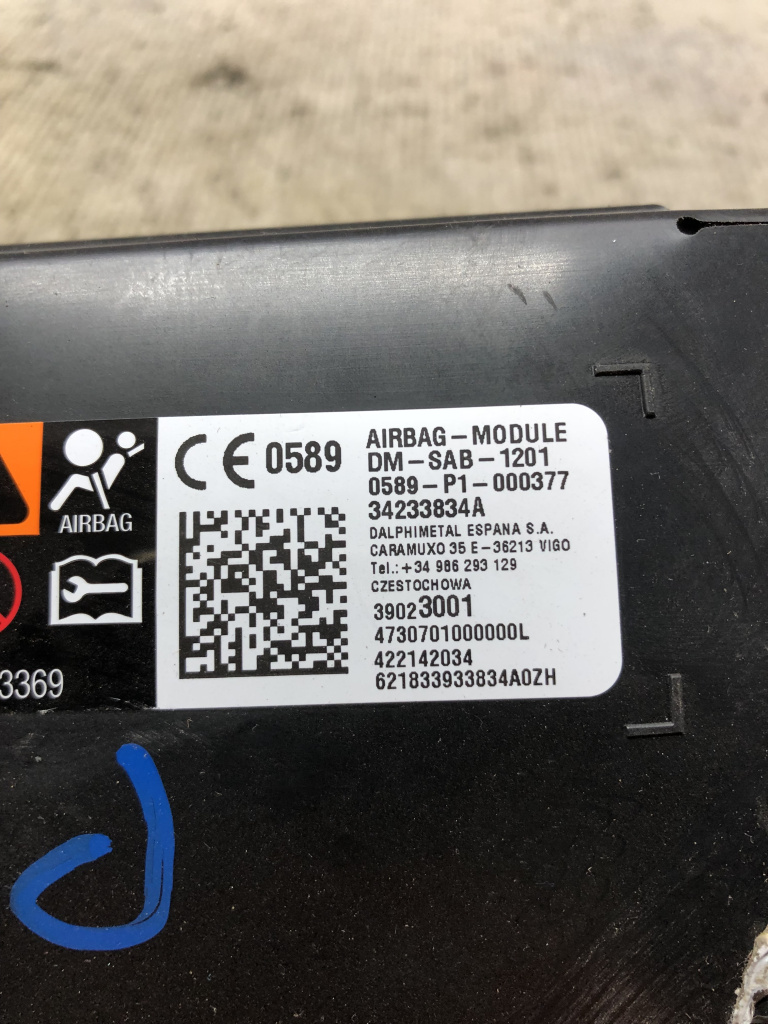 CE 0589
AIRBAG-MODULE
DM-SAB-1201
0589-P1-000377
34233834A
DALPHIMETAL ESPANA S.A.
CARAMUXO 35 E-36213 VIGO
Tel.:+34 986 293 129
CZESTOCHOWA
39023001
4730701000000L
422142034
621833933834A0ZH
AIRBAG
3369